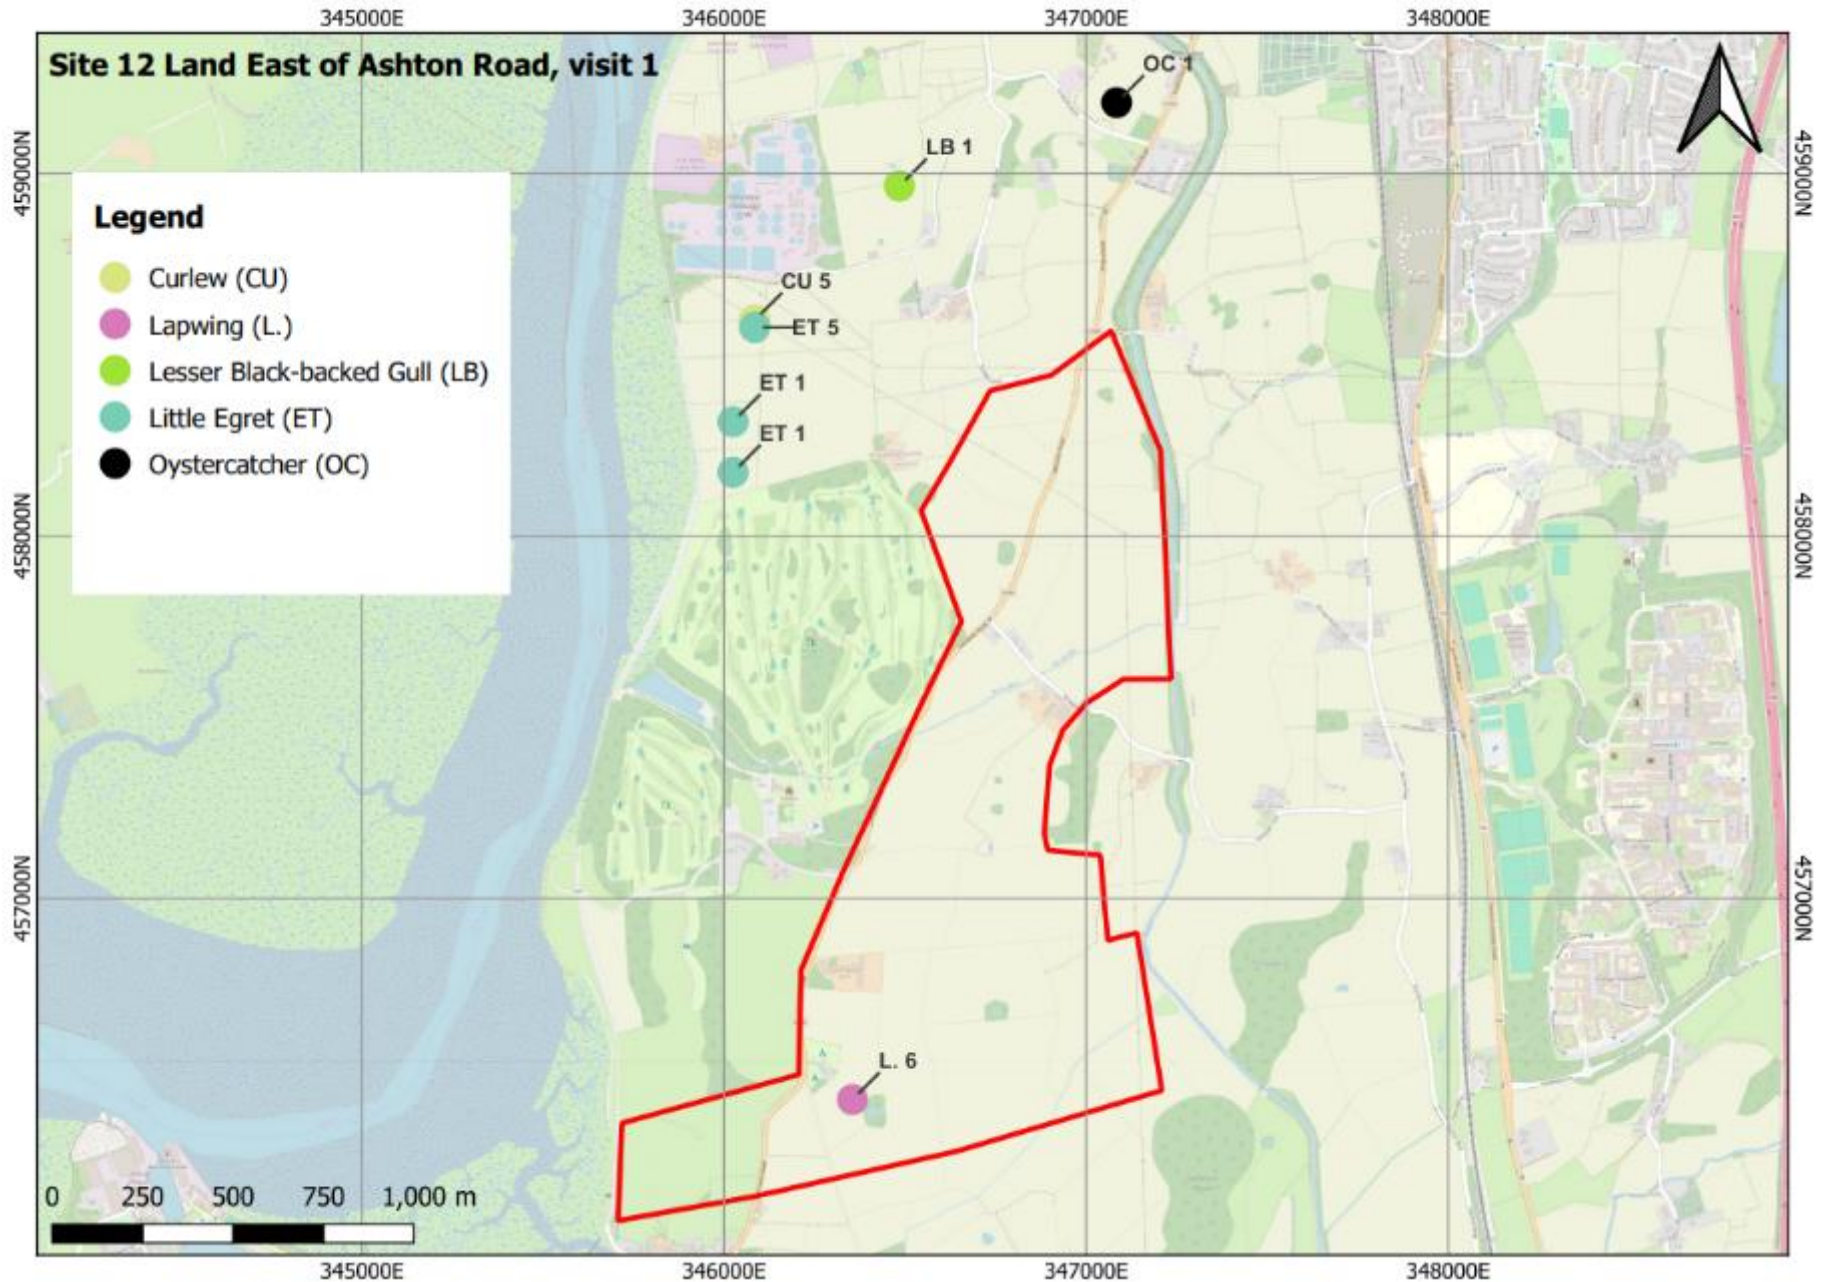 345000E 346000E 347000E 348000E
Site 12 Land East of Ashton Road, visit 1
OC 1
LB 1
459000N 459000N
Legend
Curlew (CU)
Lapwing (L.)
Lesser Black-backed Gull (LB)
Little Egret (ET)
Oystercatcher (OC)
CU 5
ET 5
ET 1
ET 1
458000N 458000N
457000N 457000N
L. 6
0 250 500 750 1,000 m
345000E 346000E 347000E 348000E